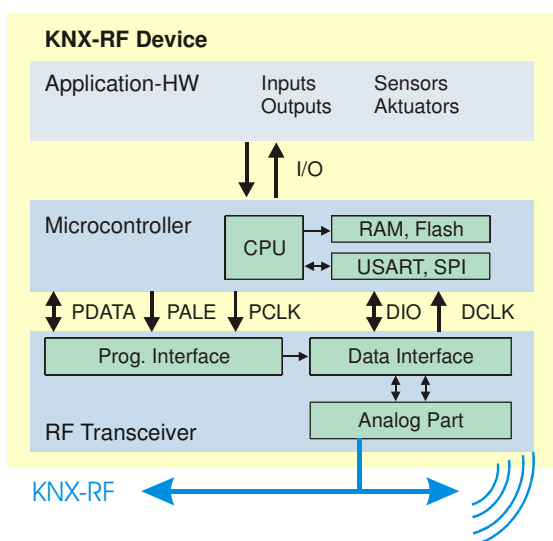 KNX-RF Device
Application-HW Inputs Sensors
Outputs Aktuators
I/O
Microcontroller
CPU
RAM, Flash
USART, SPI
PDATA PALE PCLK DIO DCLK
Prog. Interface Data Interface
Analog Part
RF Transceiver
KNX-RF